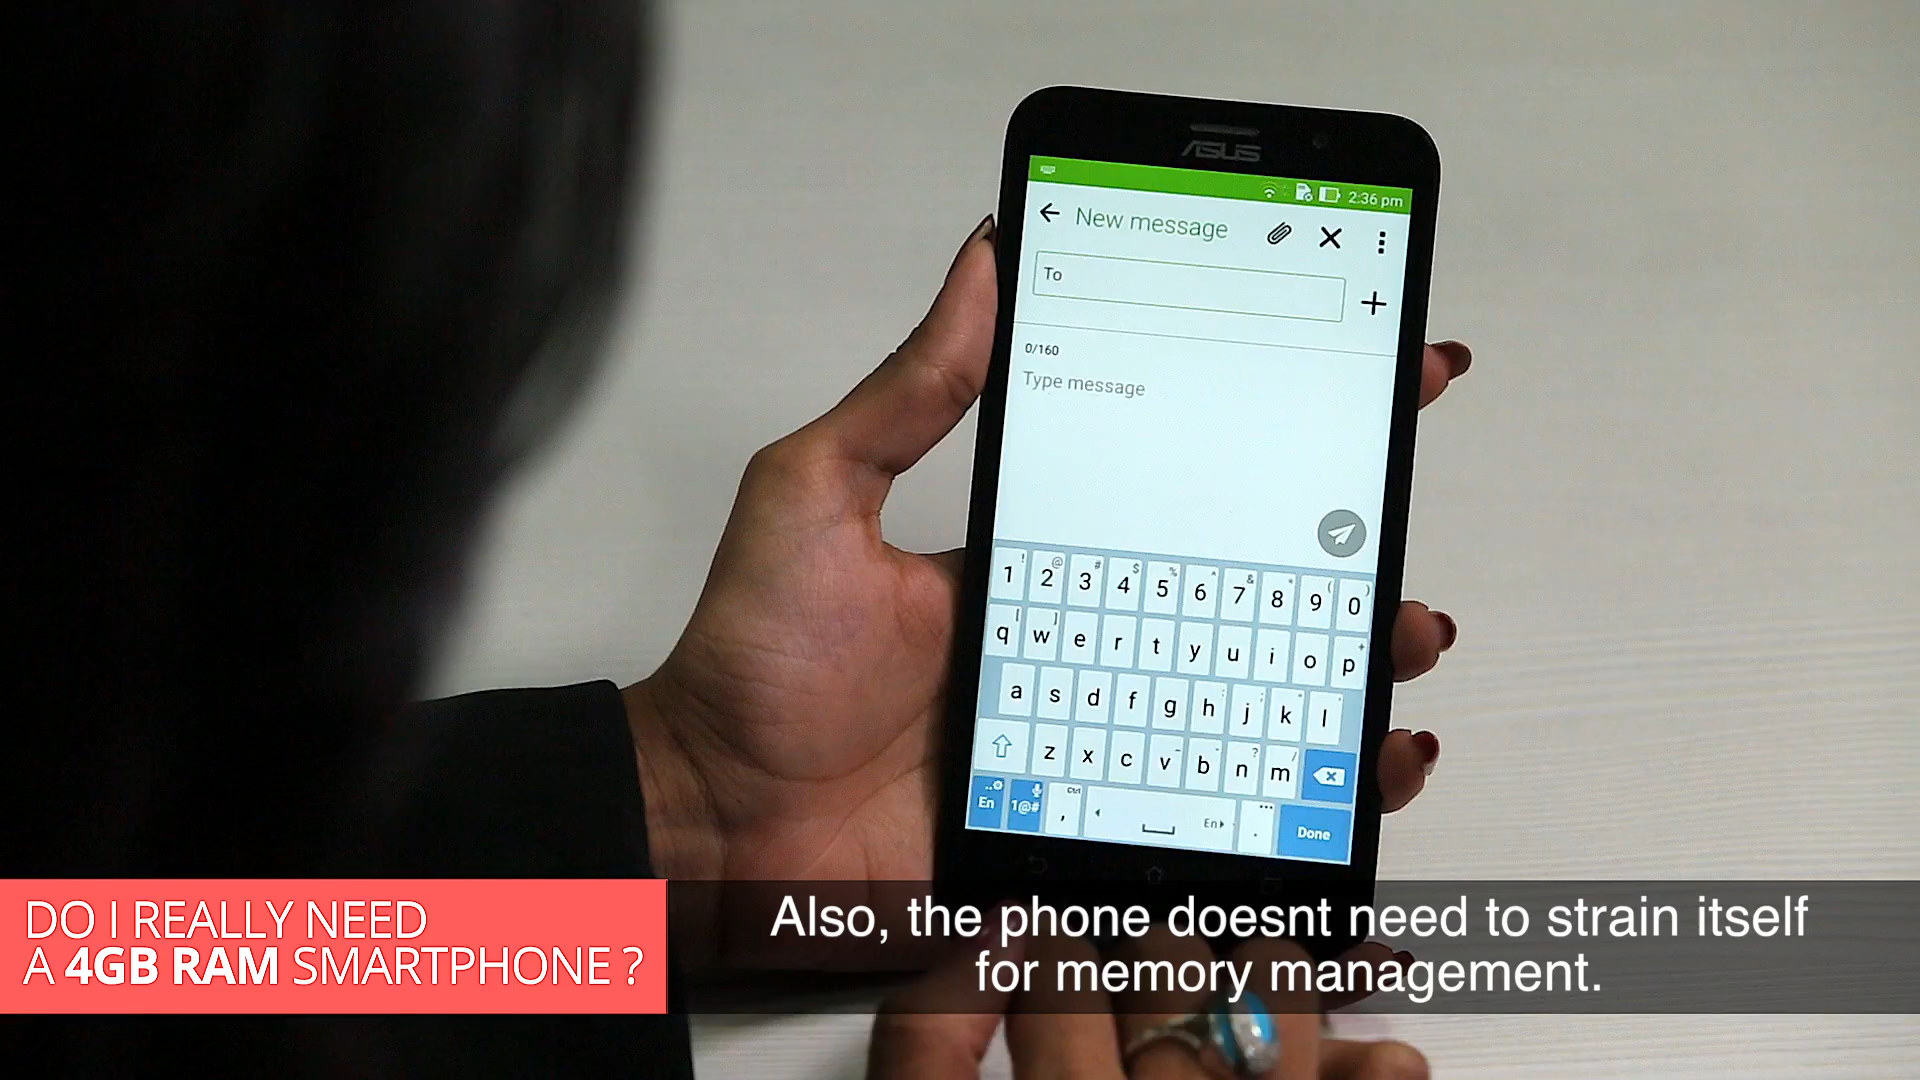 ASUS
2:36 pm
New message
To
0/160
Type message
! @ # $ % ^ & * ( )
1 2 3 4 5 6 7 8 9 0
[ ]
q w e r t y u i o p
a s d f g h j k l
z x c v b n m
En 1@# , Ctrl En . Done
DO I REALLY NEED
A 4GB RAM SMARTPHONE ?
Also, the phone doesnt need to strain itself
for memory management.